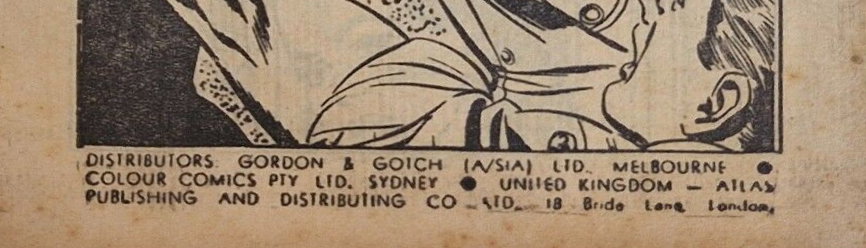 DISTRIBUTORS: GORDON & GOTCH (A/SIA) LTD. MELBOURNE ●
COLOUR COMICS PTY LTD. SYDNEY ● UNITED KINGDOM — ATLAS
PUBLISHING AND DISTRIBUTING CO LTD. 18 Bride Lane London,